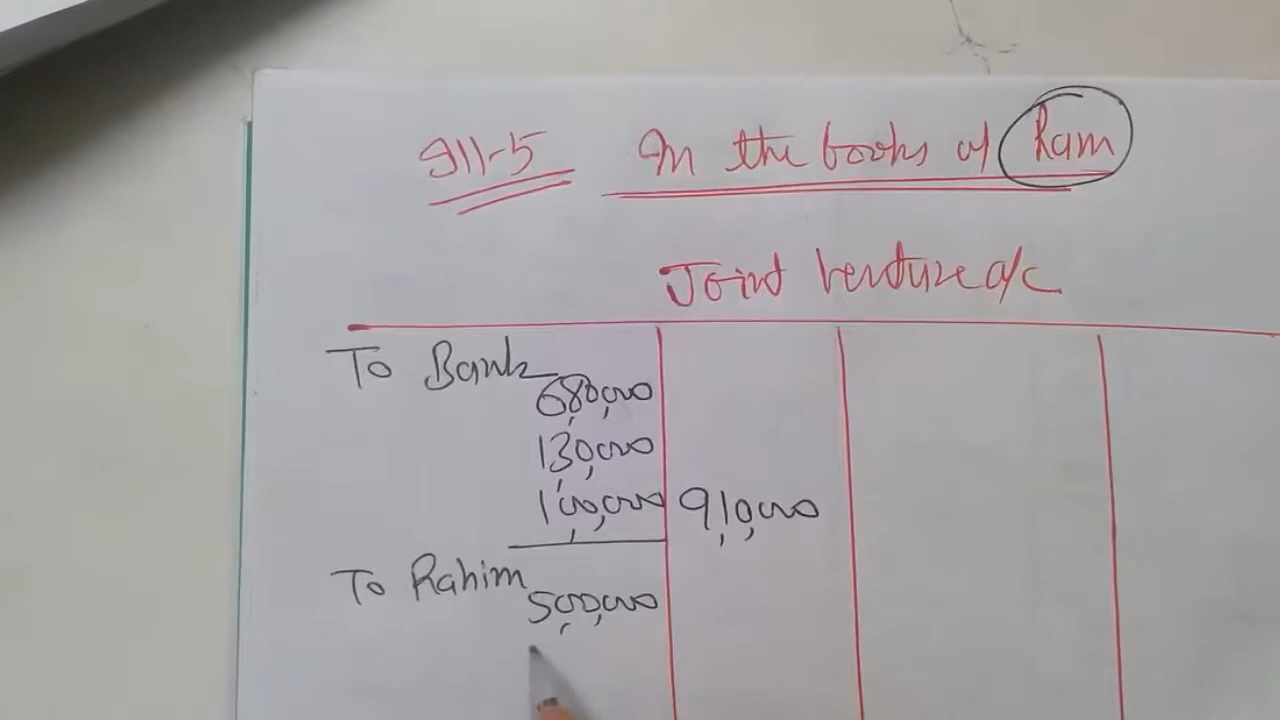 911-5 In the books of Ram
Joint Venture a/c
To Bank
6,80,000
1,30,000
1,00,000 9,10,000
To Rahim
5,00,000